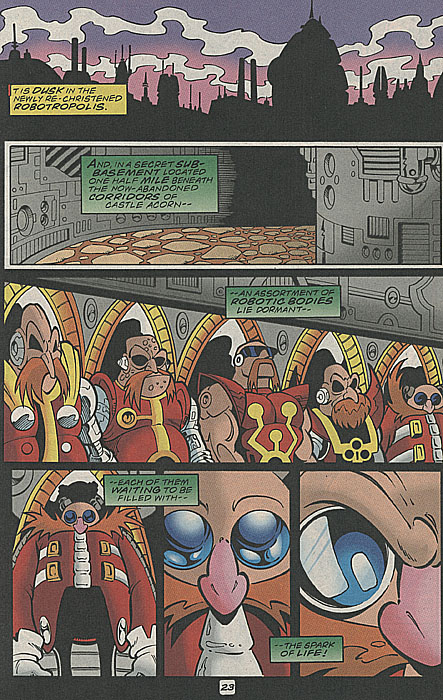 'T IS DUSK IN THE
NEWLY RE-CHRISTENED
ROBOTROPOLIS.
AND, IN A SECRET SUB-
BASEMENT LOCATED
ONE HALF MILE BENEATH
THE NOW-ABANDONED
CORRIDORS OF
CASTLE ACORN--
--AN ASSORTMENT OF
ROBOTIC BODIES
LIE DORMANT--
--EACH OF THEM
WAITING TO BE
FILLED WITH--
--THE SPARK
OF LIFE!
23